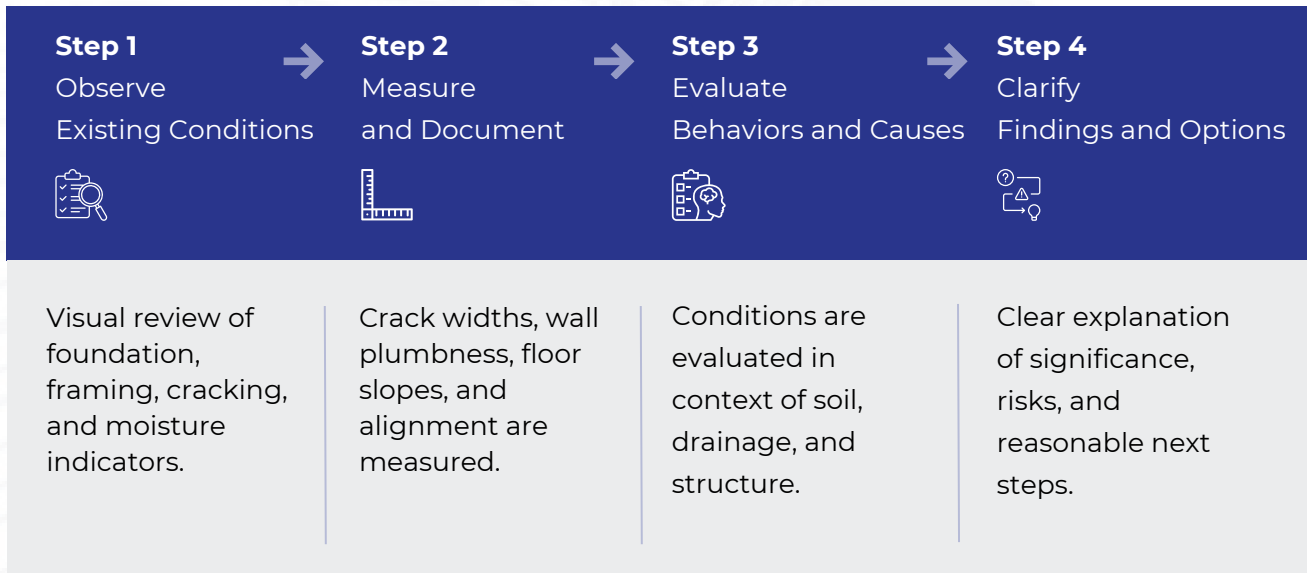 Step 1
Observe
Existing Conditions
Step 2
Measure
and Document
Step 3
Evaluate
Behaviors and Causes
Step 4
Clarify
Findings and Options
Visual review of
foundation,
framing, cracking,
and moisture
indicators.
Crack widths, wall
plumbness, floor
slopes, and
alignment are
measured.
Conditions are
evaluated in
context of soil,
drainage, and
structure.
Clear explanation
of significance,
risks, and
reasonable next
steps.